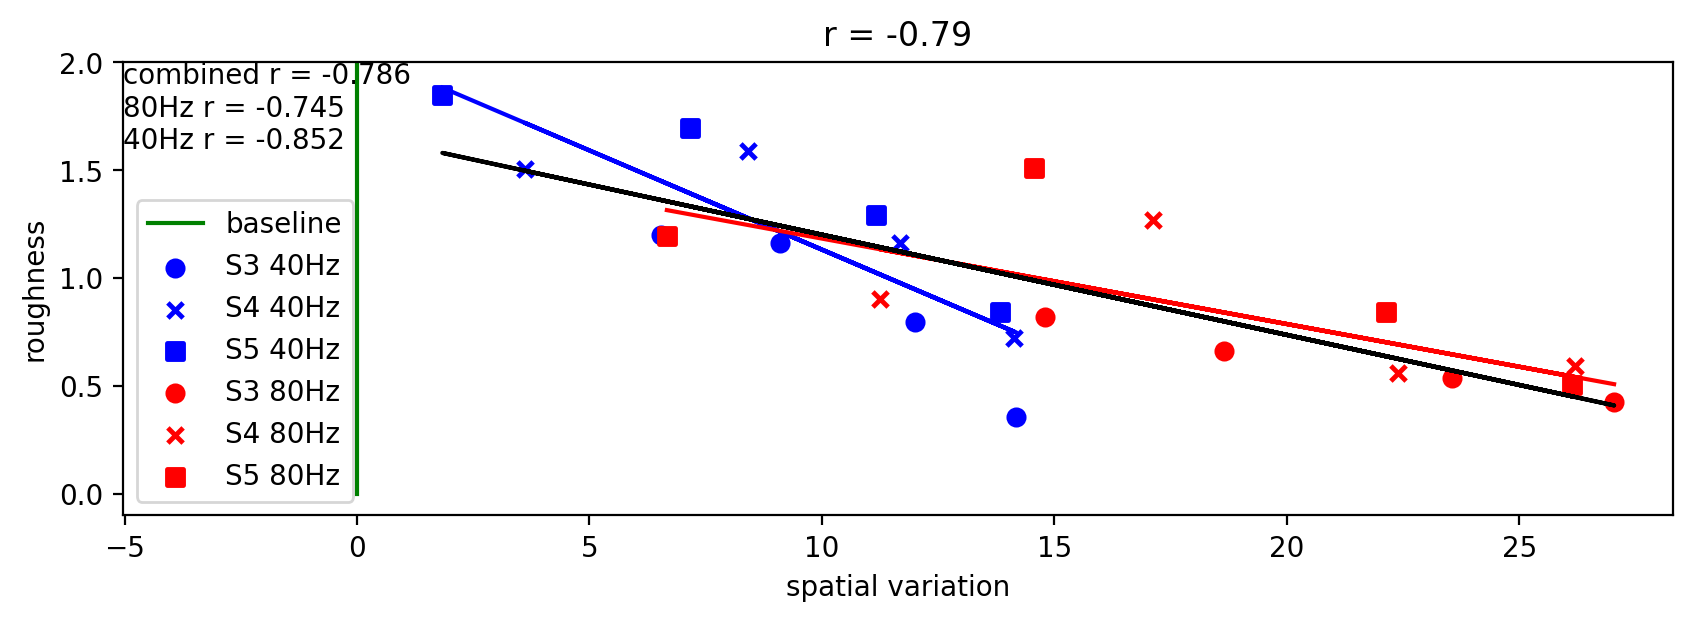 r = -0.79
combined r = -0.786
80Hz r = -0.745
40Hz r = -0.852
baseline
S3 40Hz
S4 40Hz
S5 40Hz
S3 80Hz
S4 80Hz
S5 80Hz
roughness
2.0
1.5
1.0
0.5
0.0
−5 0 5 10 15 20 25
spatial variation